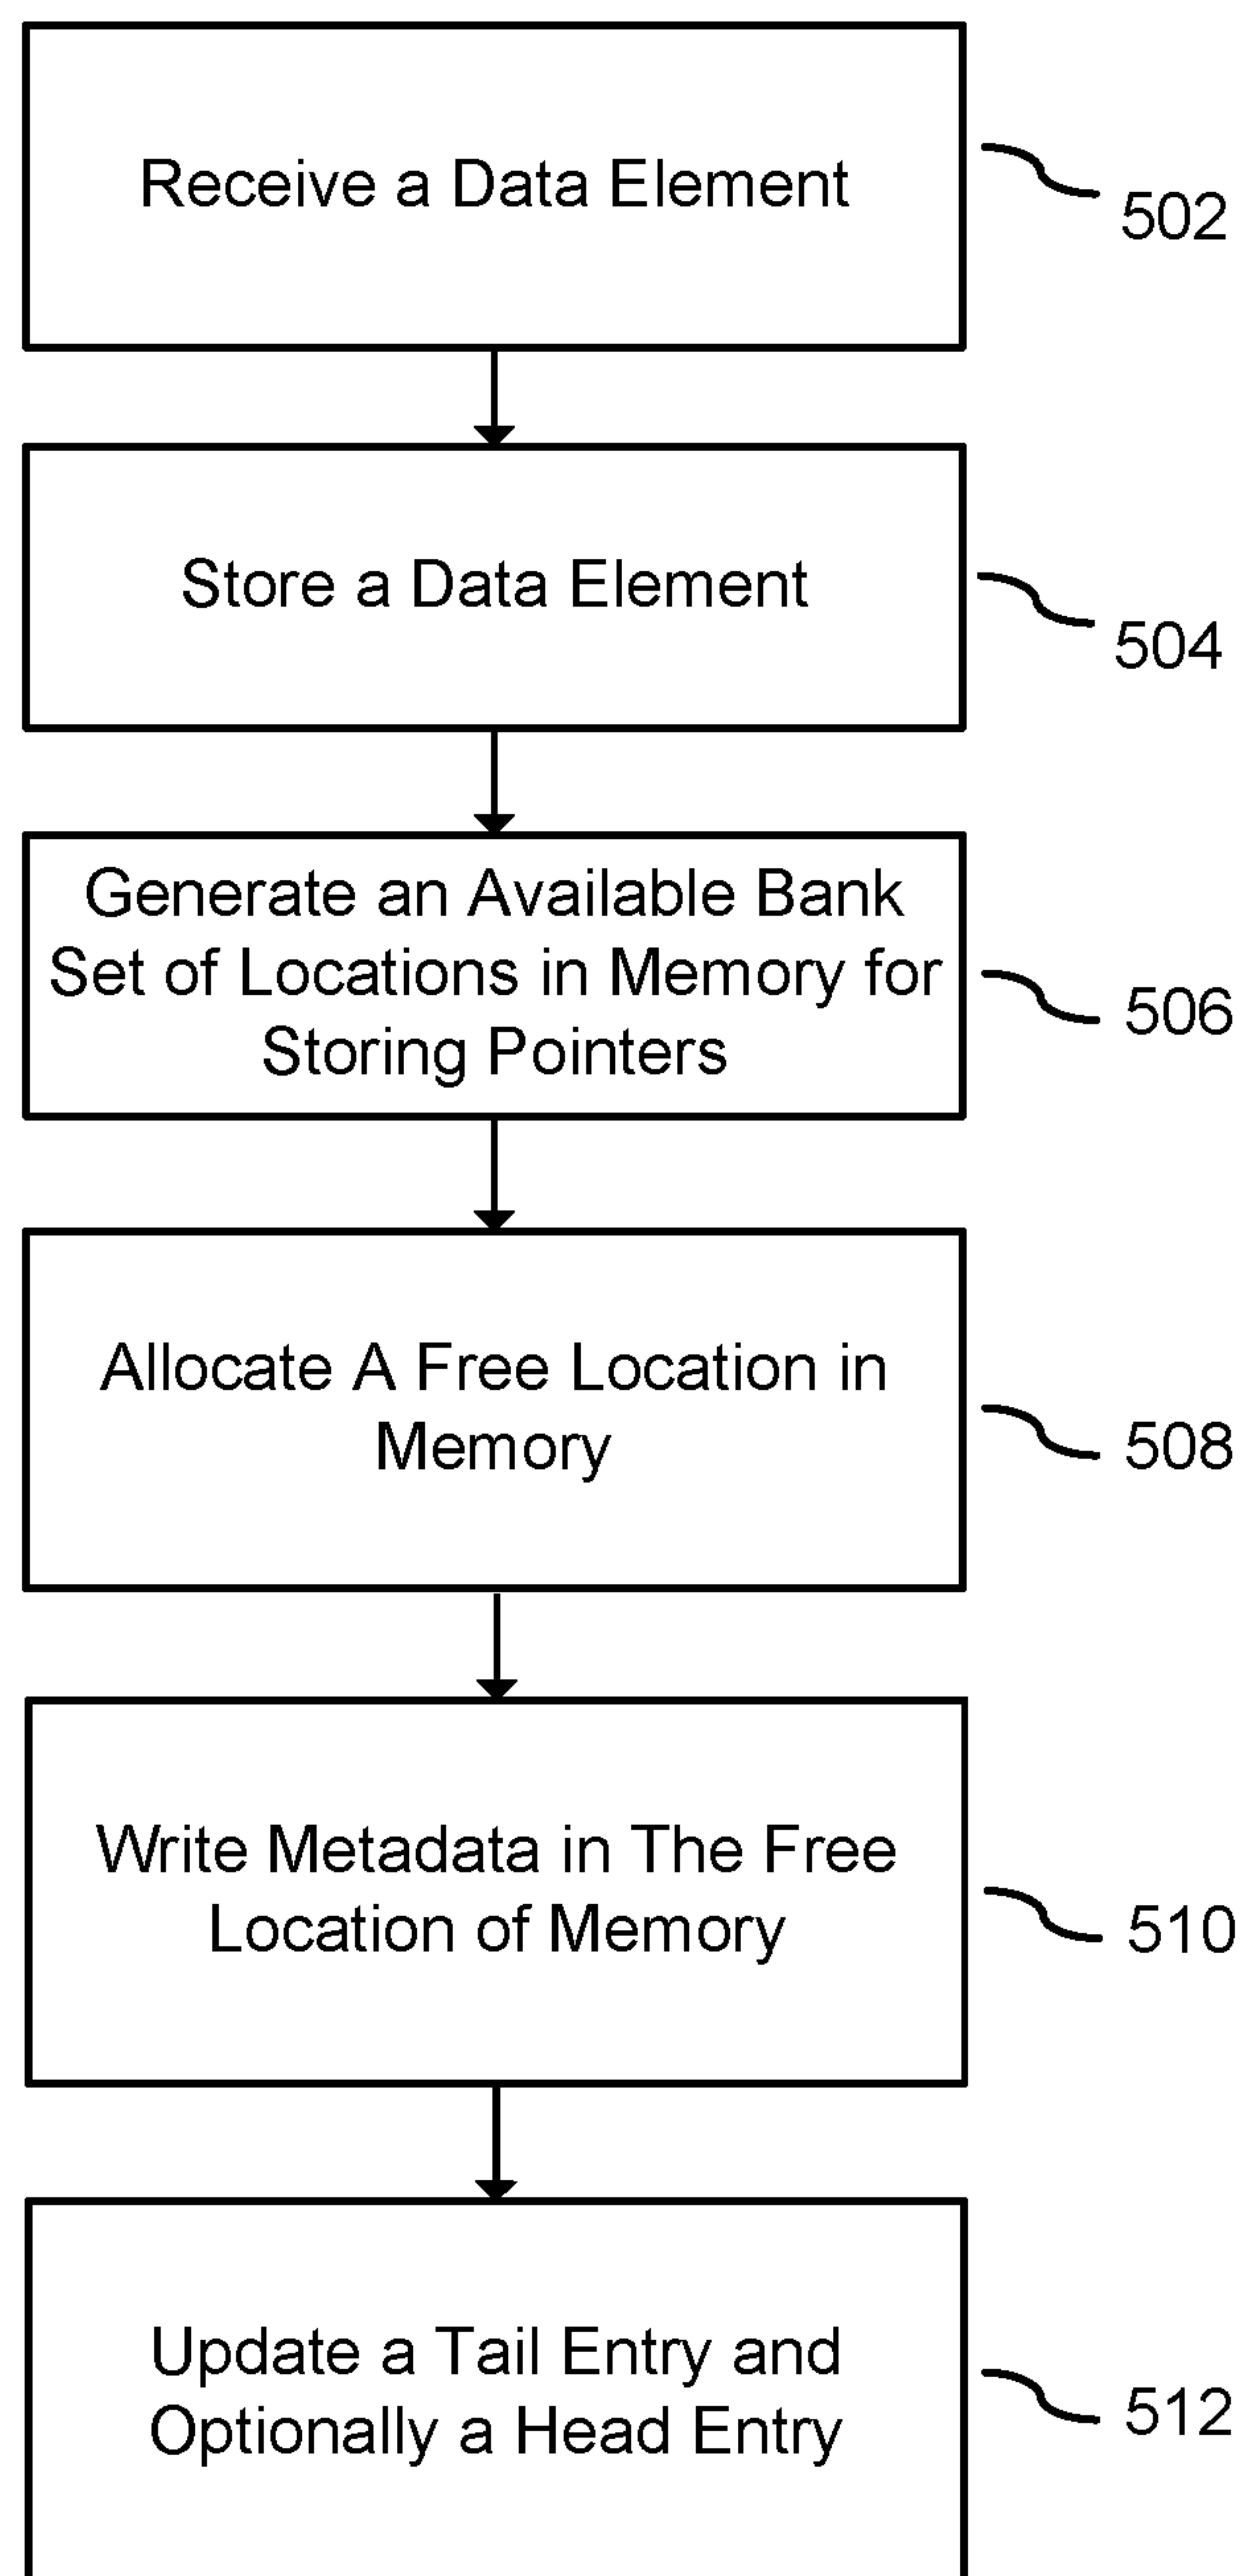 Receive a Data Element
502
Store a Data Element
504
Generate an Available Bank
Set of Locations in Memory for
Storing Pointers
506
Allocate A Free Location in
Memory
508
Write Metadata in The Free
Location of Memory
510
Update a Tail Entry and
Optionally a Head Entry
512